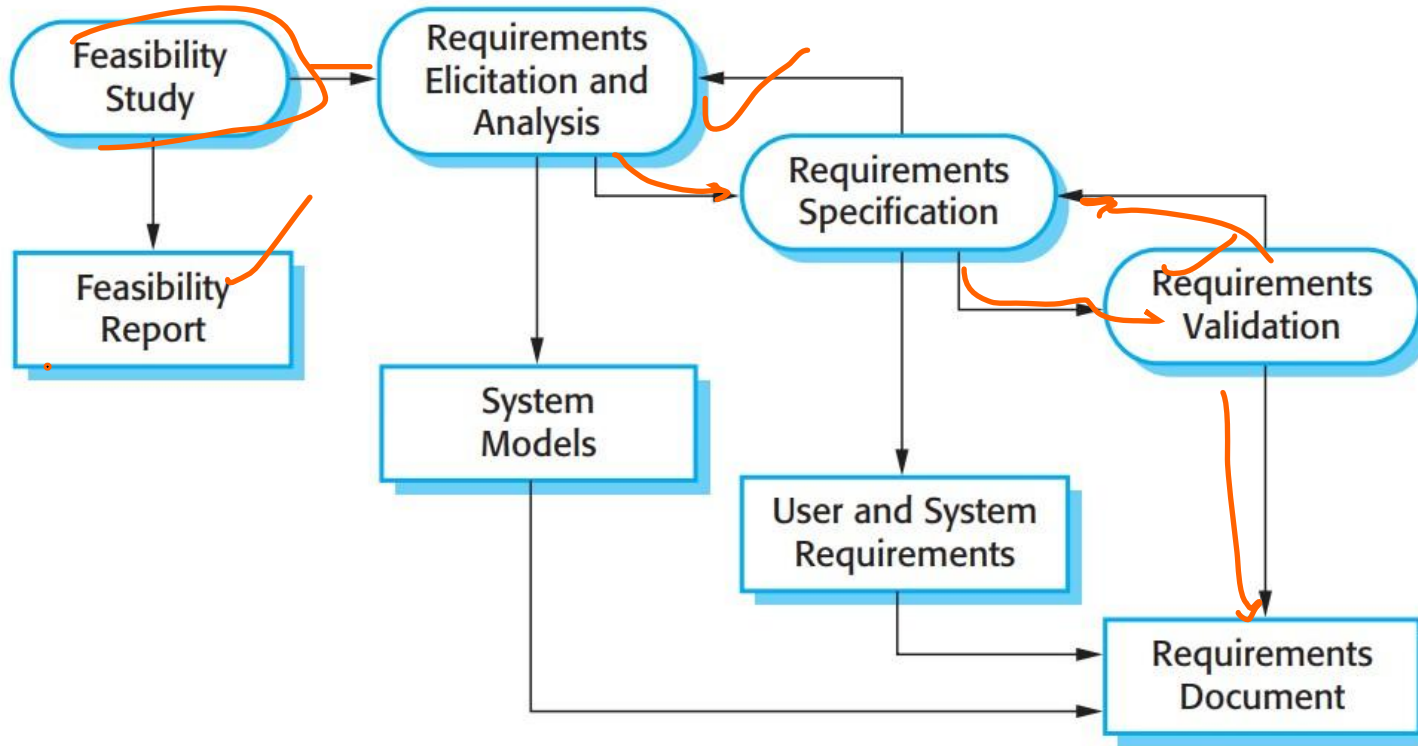 Feasibility
Study
Requirements
Elicitation and
Analysis
Requirements
Specification
Requirements
Validation
Feasibility
Report
System
Models
User and System
Requirements
Requirements
Document